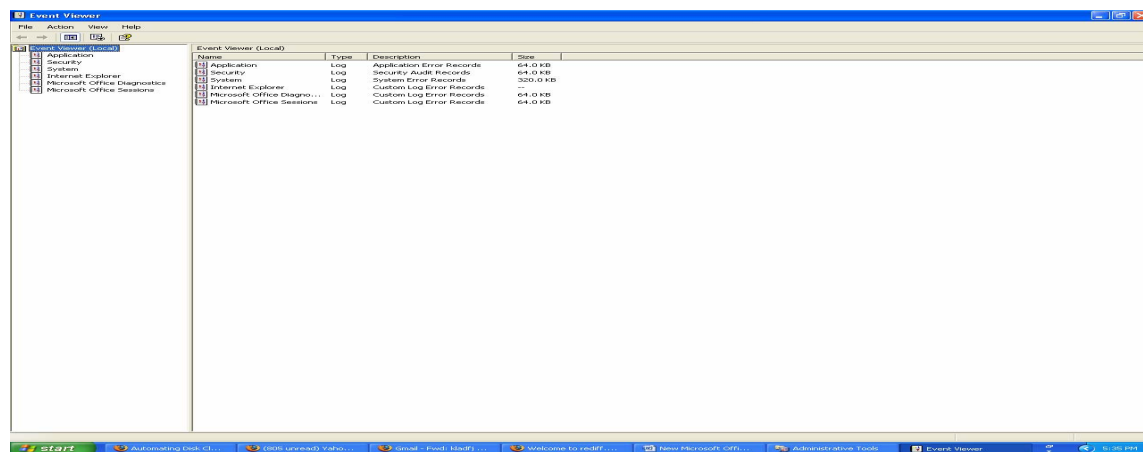 Event Viewer
File Action View Help
Event Viewer (Local)
Application
Security
System
Internet Explorer
Microsoft Office Diagnostics
Microsoft Office Sessions
Event Viewer (Local)
Name Type Description Size
Application Log Application Error Records 64.0 KB
Security Log Security Audit Records 64.0 KB
System Log System Error Records 320.0 KB
Internet Explorer Log Custom Log Error Records --
Microsoft Office Diagno... Log Custom Log Error Records 64.0 KB
Microsoft Office Sessions Log Custom Log Error Records 64.0 KB
start Automating Disk Cl... (805 unread) Yaho... Gmail - Fwd: kladfj ... Welcome to rediff.... New Microsoft Offi... Administrative Tools Event Viewer 5:35 PM